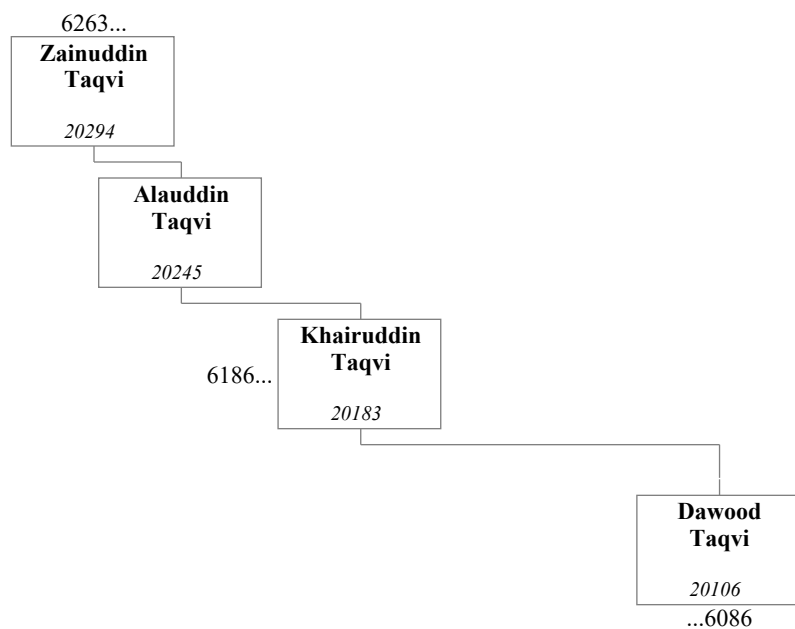 6263...
Zainuddin
Taqvi
20294
Alauddin
Taqvi
20245
Khairuddin
Taqvi
6186...
20183
Dawood
Taqvi
20106
...6086